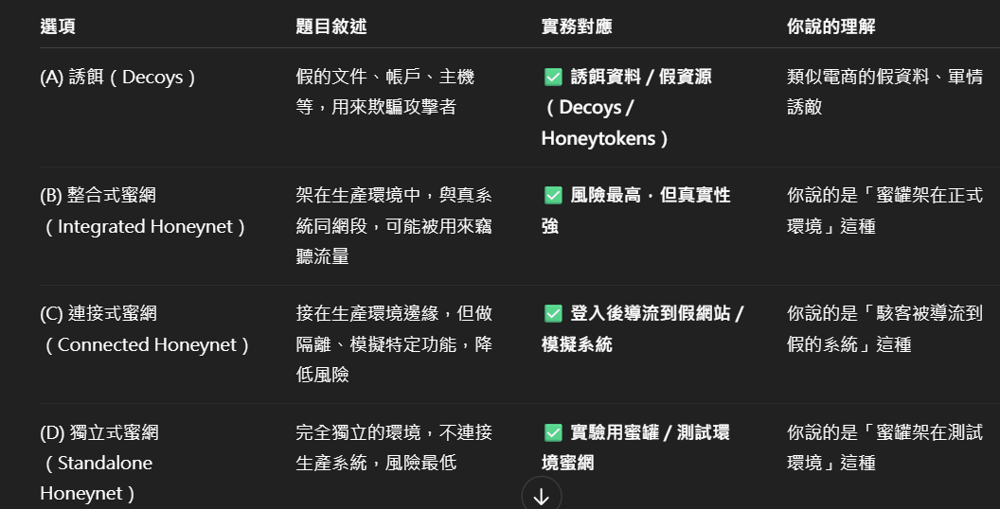 選項 題目敘述 實務對應 你說的理解
(A) 誘餌（Decoys） 假的文件、帳戶、主機 ✅ 誘餌資料 / 假資源 類似電商的假資料、軍情
等，用來欺騙攻擊者 （Decoys / 誘敵
Honeytokens）
(B) 整合式蜜網 架在生產環境中，與真系 ✅ 風險最高，但真實性 你說的是「蜜罐架在正式
（Integrated Honeynet） 統同網段，可能被用來竊 強 環境」這種
聽流量
(C) 連接式蜜網 接在生產環境邊緣，但做 ✅ 登入後導流到假網站 / 你說的是「駭客被導流到
（Connected Honeynet） 隔離、模擬特定功能，降 模擬系統 假的系統」這種
低風險
(D) 獨立式蜜網 完全獨立的環境，不連接 ✅ 實驗用蜜罐 / 測試環 你說的是「蜜罐架在測試
（Standalone 生產系統，風險最低 境蜜網 環境」這種
Honeynet）